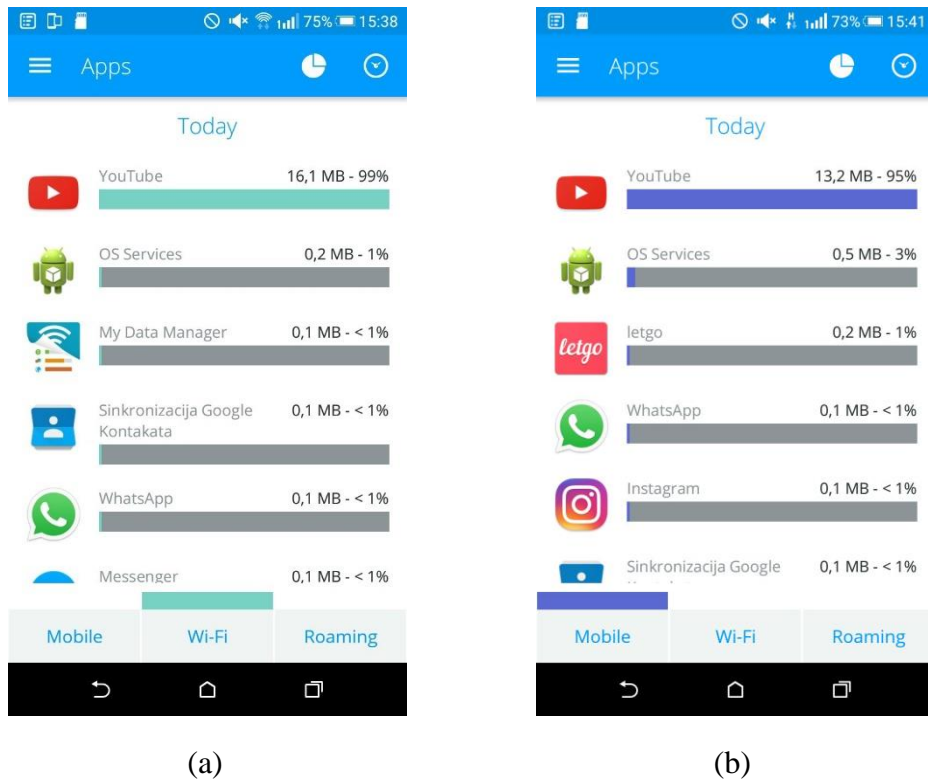 75% 15:38
Apps
Today
YouTube 16,1 MB - 99%
OS Services 0,2 MB - 1%
My Data Manager 0,1 MB - < 1%
Sinkronizacija Google 0,1 MB - < 1%
Kontakata
WhatsApp 0,1 MB - < 1%
Messenger 0,1 MB - < 1%
Mobile Wi-Fi Roaming
(a)
H 73% 15:41
Apps
Today
YouTube 13,2 MB - 95%
OS Services 0,5 MB - 3%
letgo
letgo 0,2 MB - 1%
WhatsApp 0,1 MB - < 1%
Instagram 0,1 MB - < 1%
Sinkronizacija Google 0,1 MB - < 1%
Mobile Wi-Fi Roaming
(b)